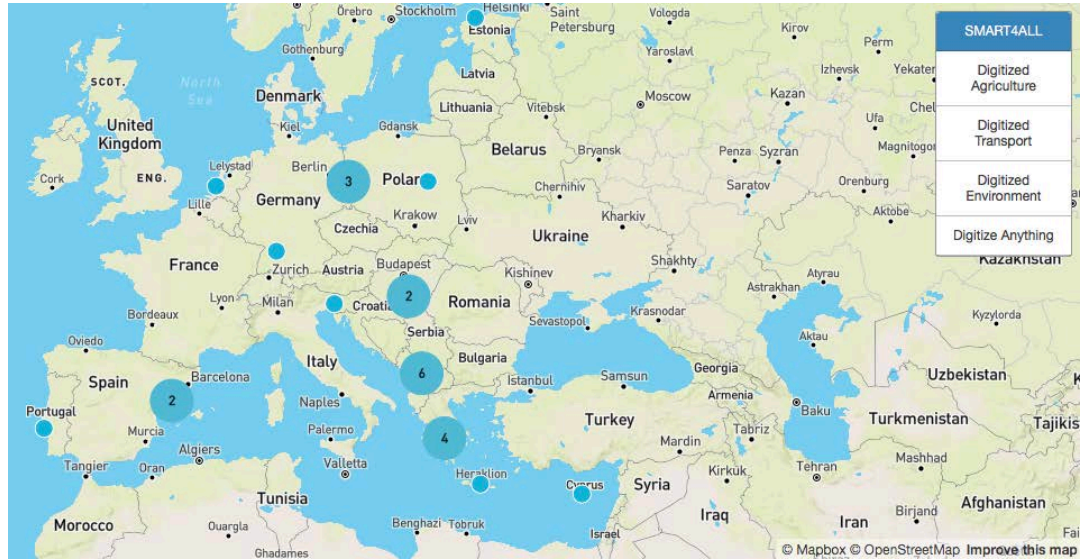 Örebro
Stockholm
Helsinki
Saint
Petersburg
Vologda
Kirov
Perm
Estonia
Gothenburg
Yaroslavl
Izhevsk
Yekater
SCOT.
North
Sea
Latvia
Moscow
Kazan
Chel
Denmark
Lithuania
Vitebsk
Ufa
United
Kingdom
Kiel
Gdansk
Magnitogor
Belarus
Bryansk
Penza
Syzran
ENG.
Lelystad
Berlin
3
Polan
Cork
Orenburg
Saratov
Germany
Chernihiv
Lille
Aktobe
Czechia
Krakow
Lviv
Kharkiv
Ukraine
France
Zurich
Austria
Budapest
Kishinev
Shakhty
Kazakhstan
Atyrau
Astrakhan
Lyon
Milan
Croatia
2
Romania
Bordeaux
Serbia
Sevastopol
Krasnodar
Kyzylorda
Oviedo
Aktau
Italy
Bulgaria
Georgia
Uzbekistan
Spain
Barcelona
6
Istanbul
Samsun
Armenia
2
Naples
Baku
Portugal
Turkey
Turkmenistan
Tajikis
Murcia
Palermo
4
Mardin
Tabriz
Algiers
Mashhad
Tangier
Oran
Valletta
Heraklion
Cyprus
Kirkuk
Tehran
Tunisia
Syria
Afghanistan
Morocco
Ouargla
Benghazi
Tobruk
Israel
Iraq
Iran
Birjand
Ghadames
SMART4ALL
Digitized
Agriculture
Digitized
Transport
Digitized
Environment
Digitize Anything
© Mapbox © OpenStreetMap Improve this map